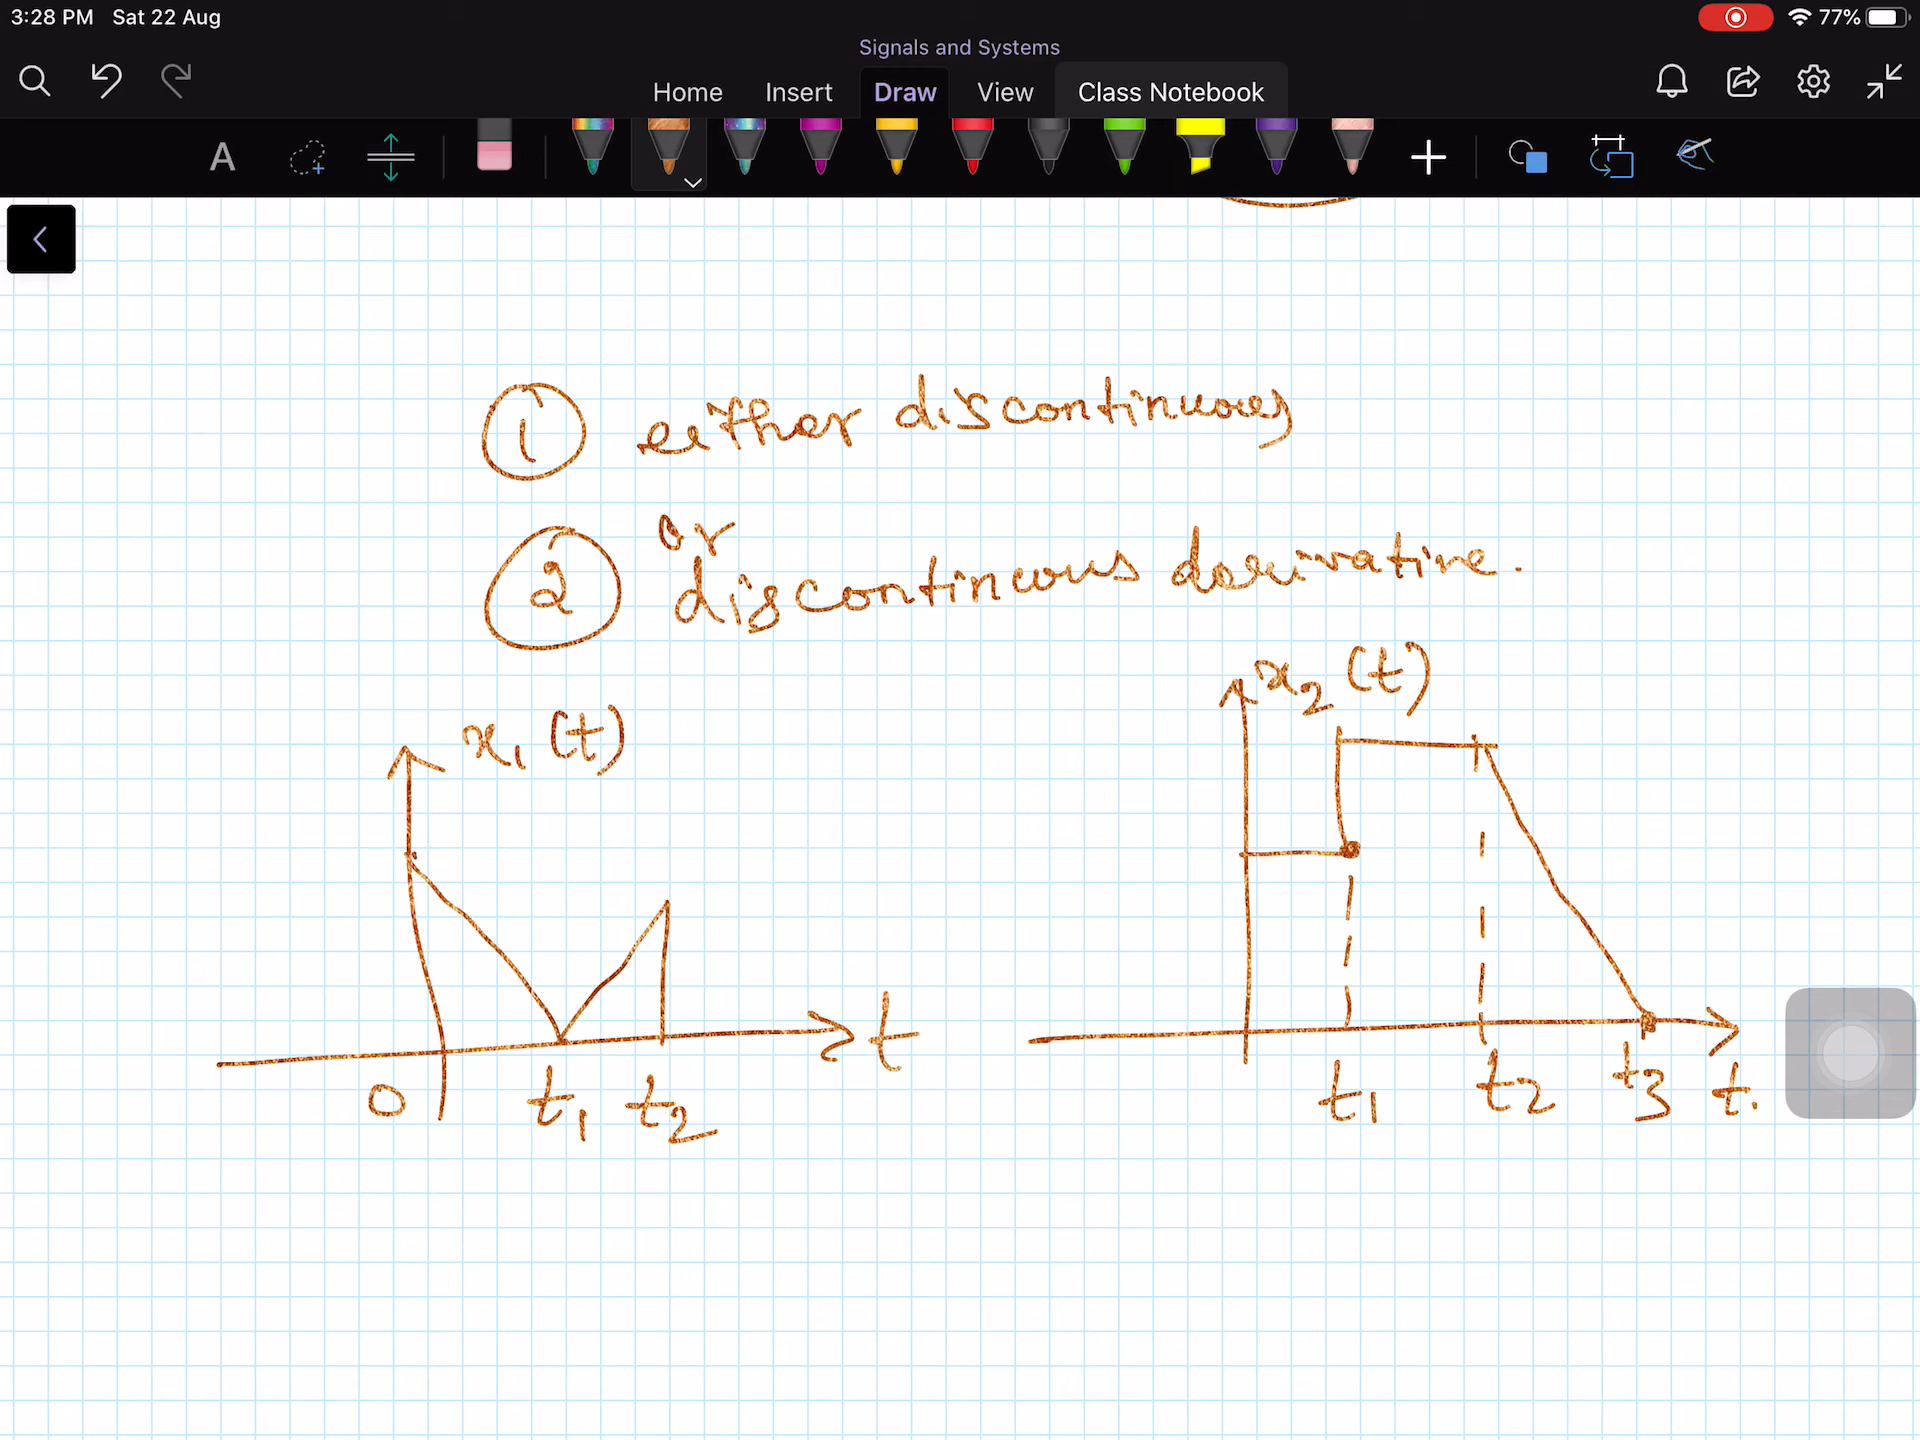 3:28 PM Sat 22 Aug
77%
Signals and Systems
Home Insert Draw View Class Notebook
A
1 either discontinuous
or
2 discontinuous derivative.
x₁(t)
x₂(t)
0 t₁ t₂ t
t₁ t₂ t₃ t.